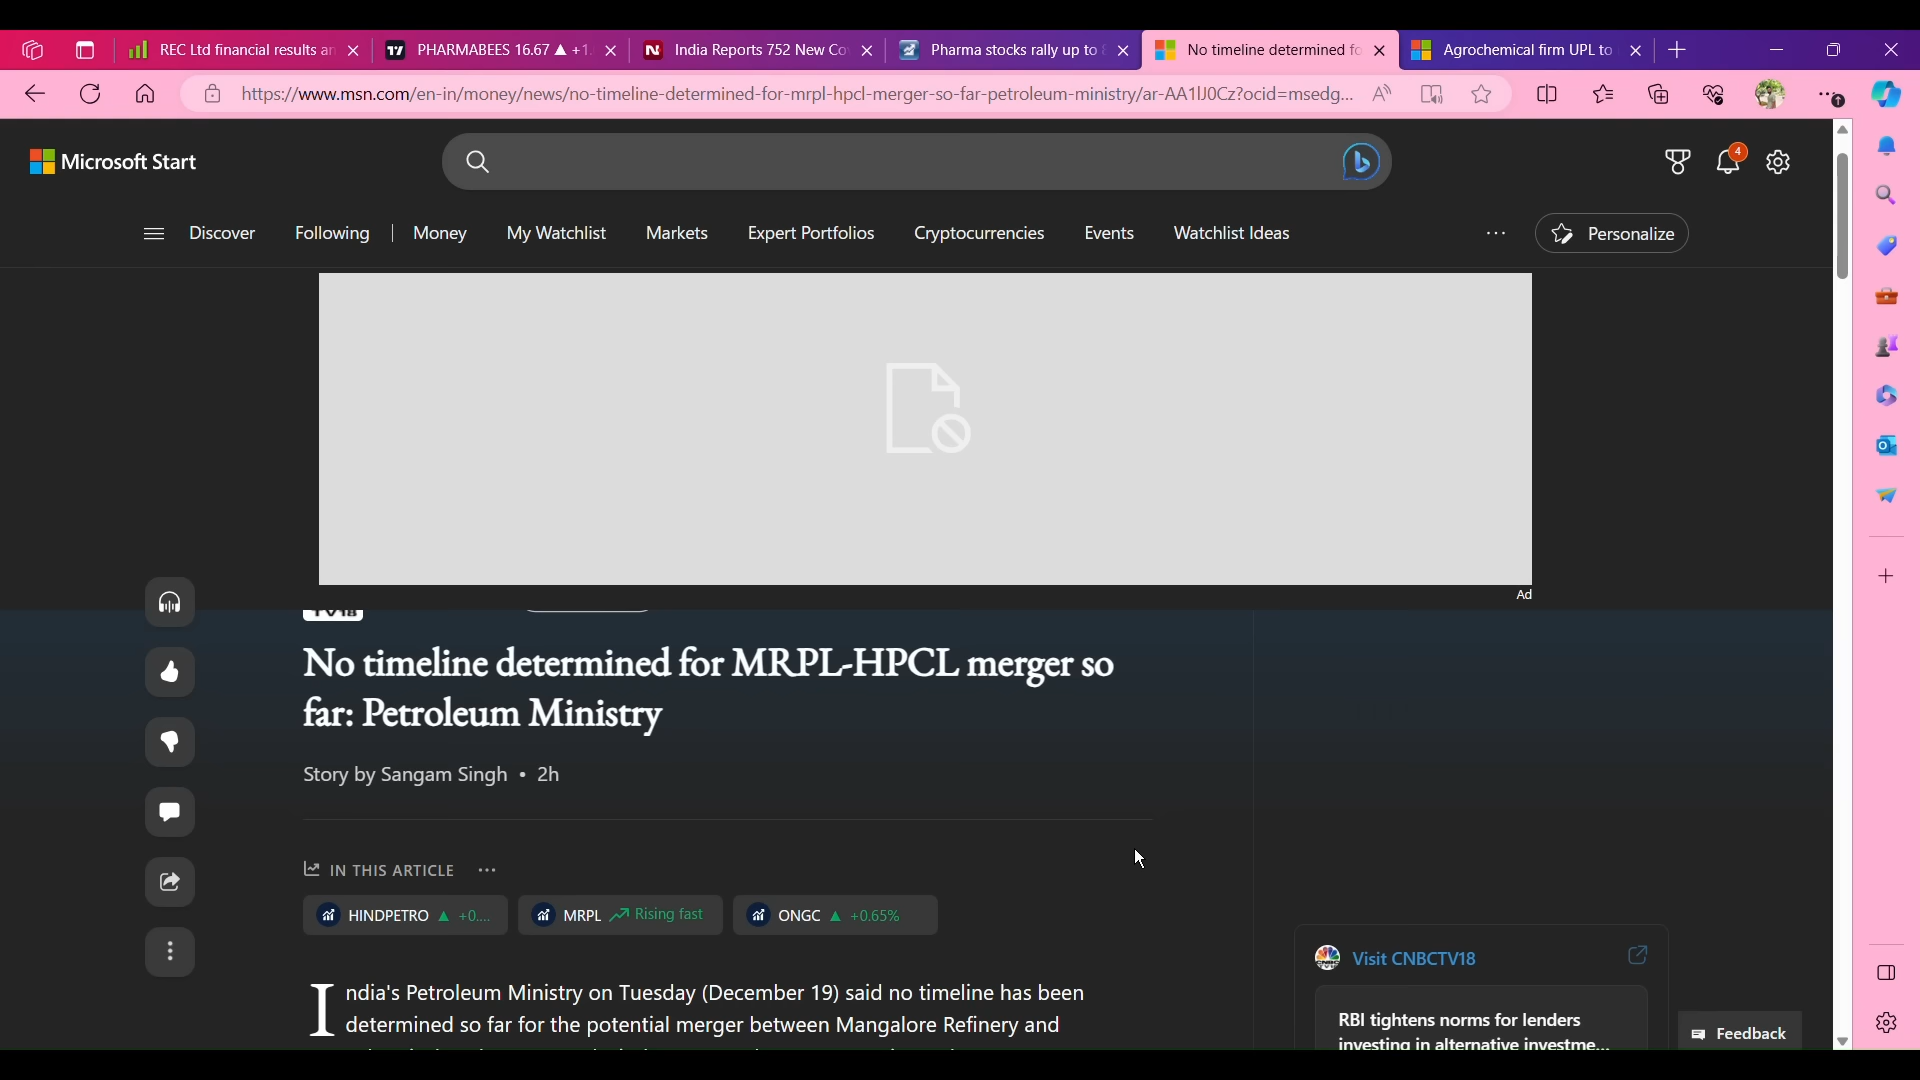 REC Ltd financial results an
PHARMABEES 16.67 ▲ +1.
India Reports 752 New Co
Pharma stocks rally up to
No timeline determined fo
Agrochemical firm UPL to
https://www.msn.com/en-in/money/news/no-timeline-determined-for-mrpl-hpcl-merger-so-far-petroleum-ministry/ar-AA1lJ0Cz?ocid=msedg...
Microsoft Start
4
Discover
Following
Money
My Watchlist
Markets
Expert Portfolios
Cryptocurrencies
Events
Watchlist Ideas
Personalize
Ad
No timeline determined for MRPL-HPCL merger so
far: Petroleum Ministry
Story by Sangam Singh • 2h
IN THIS ARTICLE
HINDPETRO ▲ +0....
MRPL Rising fast
ONGC ▲ +0.65%
India's Petroleum Ministry on Tuesday (December 19) said no timeline has been
determined so far for the potential merger between Mangalore Refinery and
Visit CNBCTV18
RBI tightens norms for lenders
investing in alternative investme...
Feedback